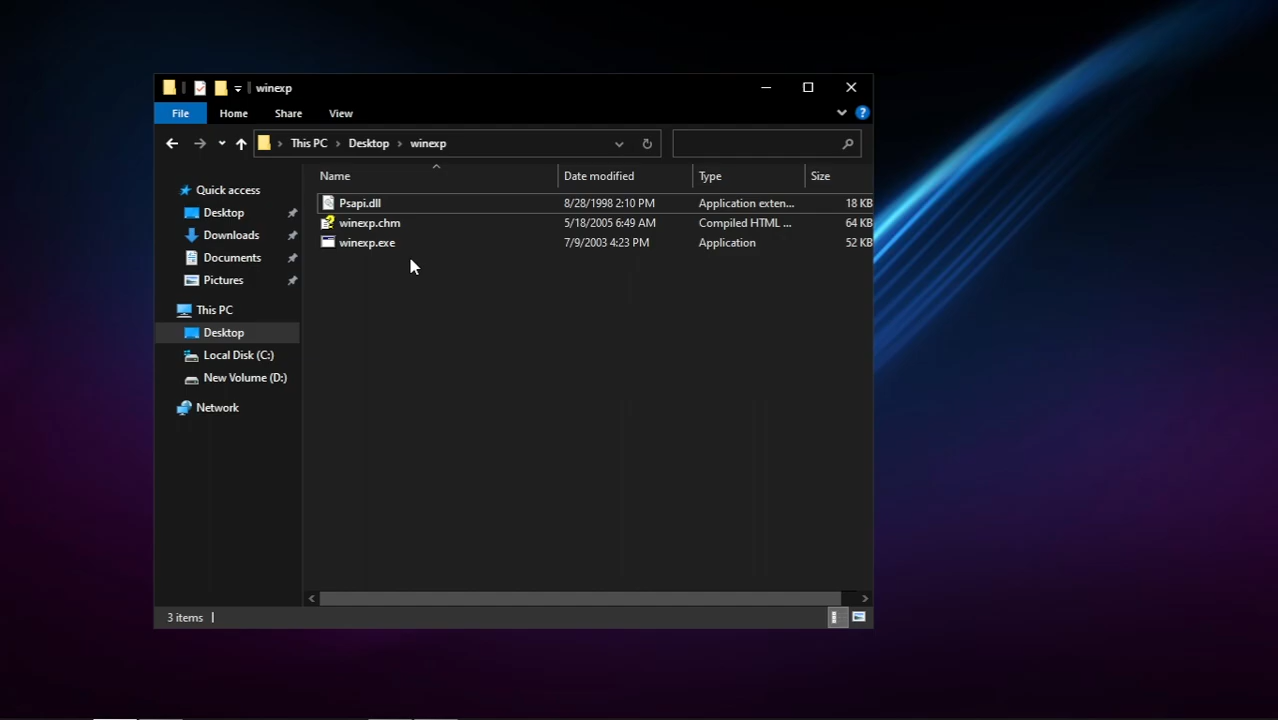 winexp
File Home Share View
This PC Desktop winexp
Name Date modified Type Size
Quick access
Desktop
Downloads
Documents
Pictures
This PC
Desktop
Local Disk (C:)
New Volume (D:)
Network
Psapi.dll 8/28/1998 2:10 PM Application exten... 18 KB
winexp.chm 5/18/2005 6:49 AM Compiled HTML ... 64 KB
winexp.exe 7/9/2003 4:23 PM Application 52 KB
3 items